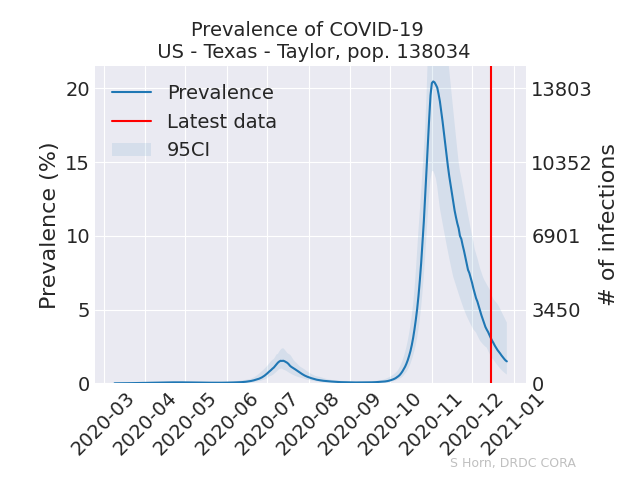 Prevalence of COVID-19
US - Texas - Taylor, pop. 138034
Prevalence
Latest data
95CI
Prevalence (%)
20
15
10
5
0
13803
10352
6901
3450
0
# of infections
2020-03
2020-04
2020-05
2020-06
2020-07
2020-08
2020-09
2020-10
2020-11
2020-12
2021-01
S Horn, DRDC CORA